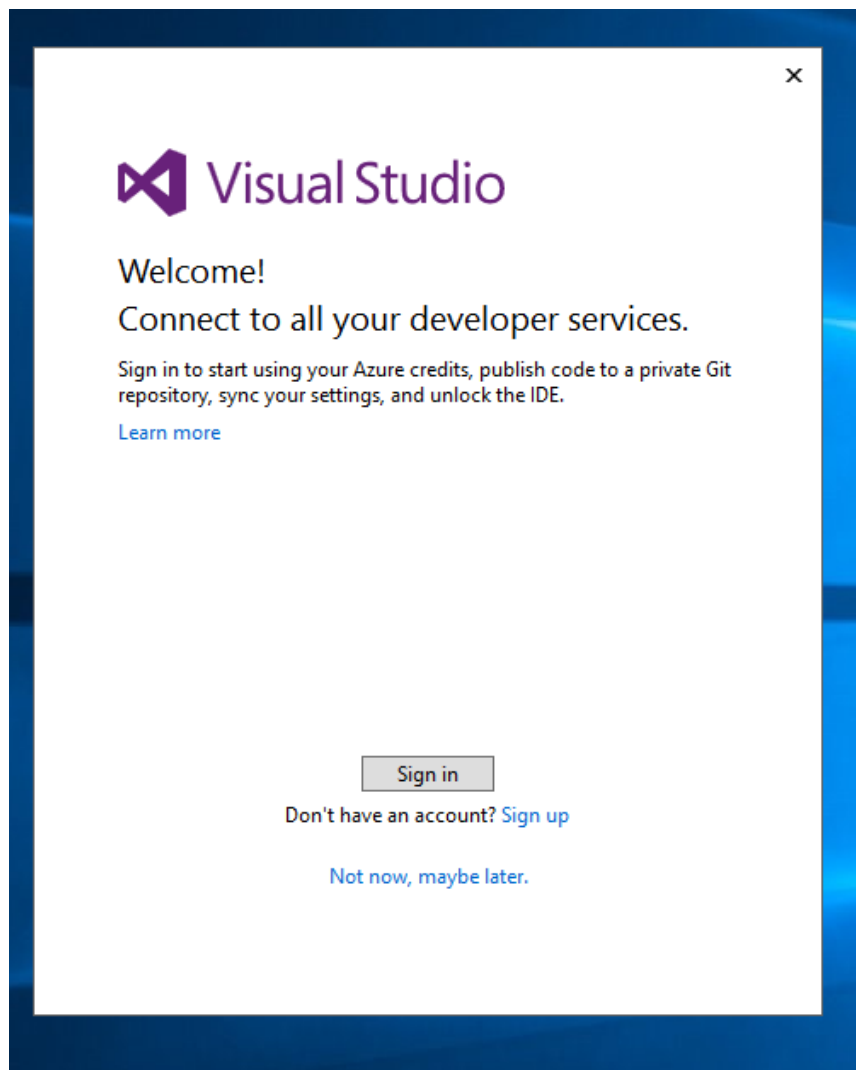 Visual Studio
Welcome!
Connect to all your developer services.
Sign in to start using your Azure credits, publish code to a private Git
repository, sync your settings, and unlock the IDE.
Learn more
Sign in
Don't have an account? Sign up
Not now, maybe later.